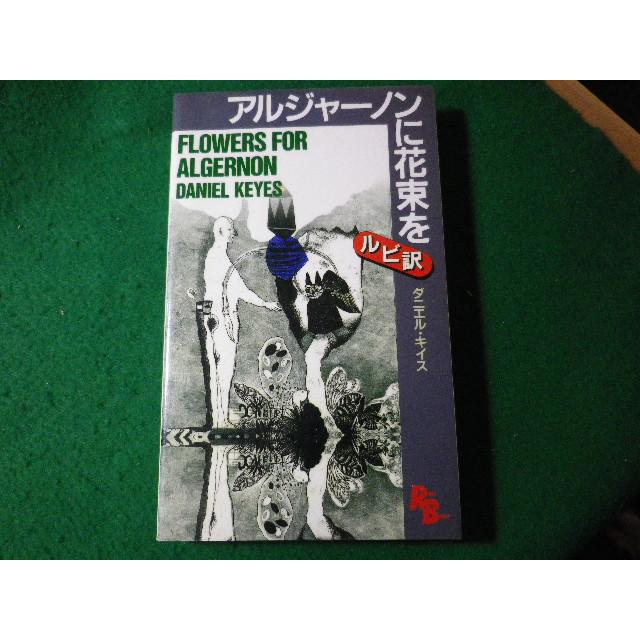 アルジャーノンに花束を
FLOWERS FOR
ALGERNON
DANIEL KEYES
ルビ訳
ダニエル・キイス
RB